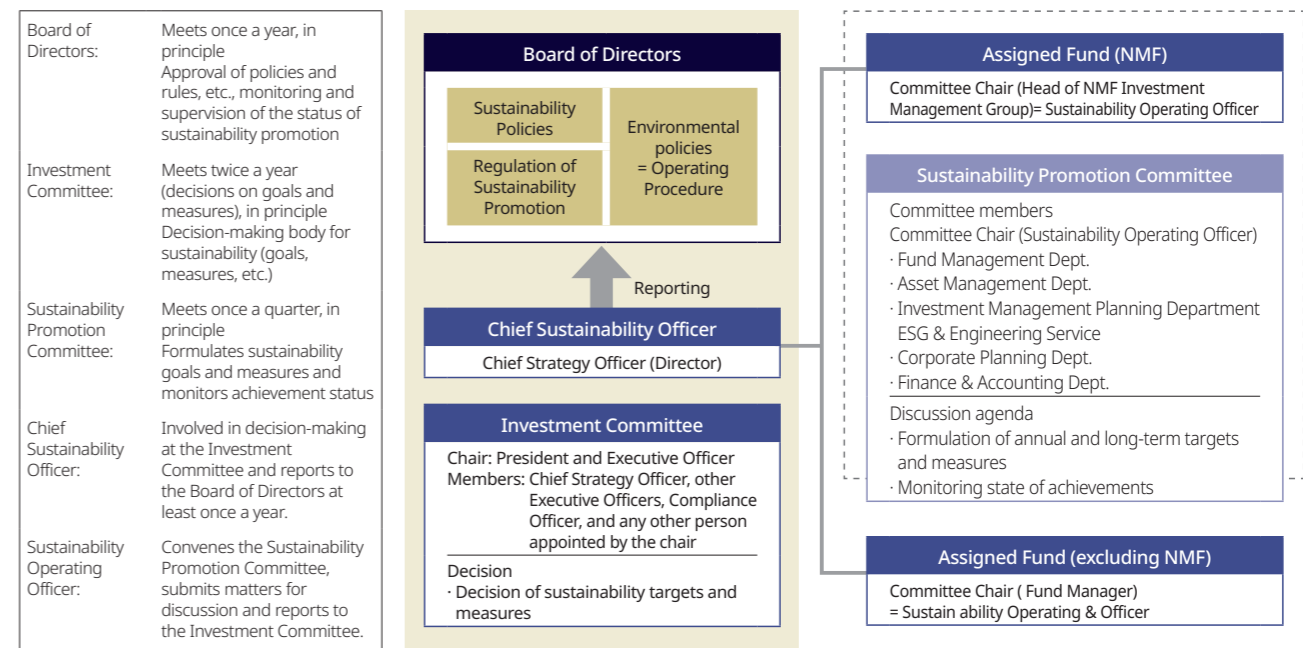 Board of Directors:
Meets once a year, in
principle
Approval of policies and
rules, etc., monitoring and
supervision of the status of
sustainability promotion
Investment
Committee:
Meets twice a year
(decisions on goals and
measures), in principle
Decision-making body for
sustainability (goals,
measures, etc.)
Sustainability
Promotion
Committee:
Meets once a quarter, in
principle
Formulates sustainability
goals and measures and
monitors achievement status
Chief
Sustainability
Officer:
Involved in decision-making
at the Investment
Committee and reports to
the Board of Directors at
least once a year.
Sustainability
Operating
Officer:
Convenes the Sustainability
Promotion Committee,
submits matters for
discussion and reports to
the Investment Committee.
Board of Directors
Sustainability
Policies
Regulation of
Sustainability
Promotion
Environmental
policies
= Operating
Procedure
Reporting
Chief Sustainability Officer
Chief Strategy Officer (Director)
Investment Committee
Chair: President and Executive Officer
Members: Chief Strategy Officer, other
Executive Officers, Compliance
Officer, and any other person
appointed by the chair
Decision
· Decision of sustainability targets and
measures
Assigned Fund (NMF)
Committee Chair (Head of NMF Investment
Management Group)= Sustainability Operating Officer
Sustainability Promotion Committee
Committee members
Committee Chair (Sustainability Operating Officer)
· Fund Management Dept.
· Asset Management Dept.
· Investment Management Planning Department
ESG & Engineering Service
· Corporate Planning Dept.
· Finance & Accounting Dept.
Discussion agenda
· Formulation of annual and long-term targets
and measures
· Monitoring state of achievements
Assigned Fund (excluding NMF)
Committee Chair ( Fund Manager)
= Sustain ability Operating & Officer